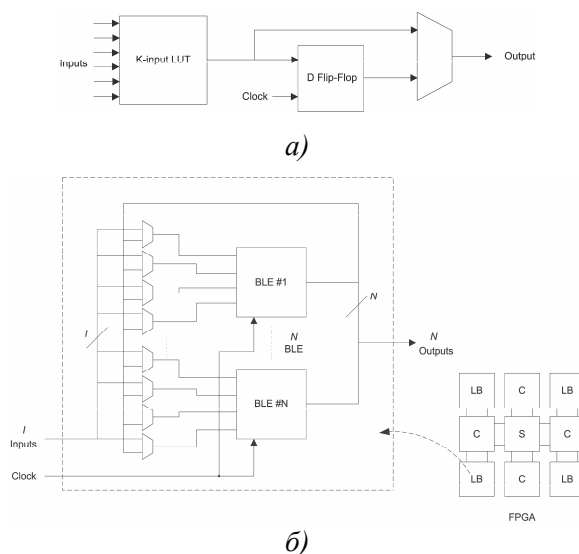 Inputs
K-input LUT
D Flip-Flop
Clock
Output
а)
I
BLE #1
N
BLE
N
BLE #N
N
Outputs
I
Inputs
Clock
LB C LB
C S C
LB C LB
FPGA
б)